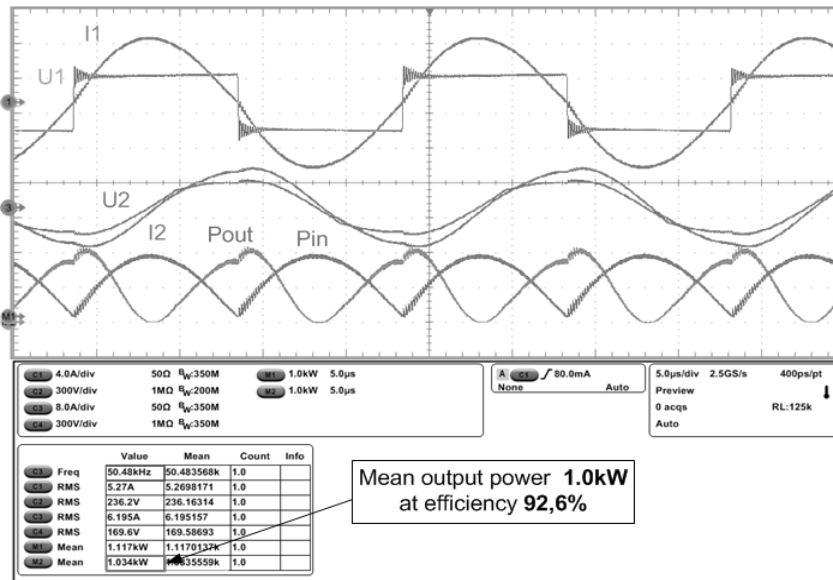 I1
U1
1
3
U2
I2
Pout
Pin
M1
C1 4.0A/div 50Ω BW:350M
C2 300V/div 1MΩ BW:200M
C3 8.0A/div 50Ω BW:350M
C4 300V/div 1MΩ BW:350M
M1 1.0kW 5.0µs
M2 1.0kW 5.0µs
A C1 80.0mA
None Auto
5.0µs/div 2.5GS/s 400ps/pt
Preview
0 acqs RL:125k
Auto
Value Mean Count Info
C3 Freq 50.48kHz 50.483568k 1.0
C1 RMS 5.27A 5.2698171 1.0
C2 RMS 236.2V 236.16314 1.0
C3 RMS 6.195A 6.195157 1.0
C4 RMS 169.6V 169.58693 1.0
M1 Mean 1.117kW 1.1170137k 1.0
M2 Mean 1.034kW 1.0
Mean output power 1.0kW
at efficiency 92,6%